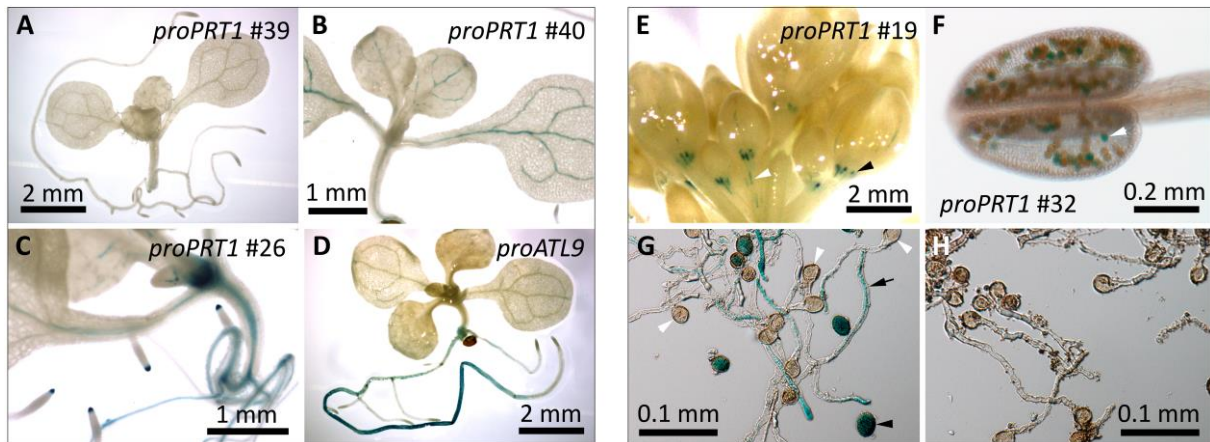 A proPRT1 #39
2 mm
B proPRT1 #40
1 mm
C proPRT1 #26
1 mm
D proATL9
2 mm
E proPRT1 #19
2 mm
F
proPRT1 #32 0.2 mm
G
0.1 mm
H
0.1 mm